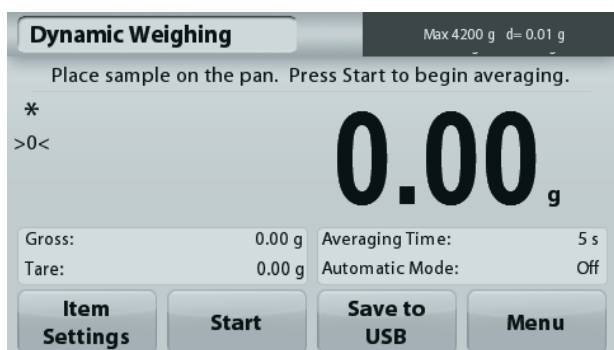 Dynamic Weighing
Max 4200 g d= 0.01 g
Place sample on the pan. Press Start to begin averaging.
*
>0<
0.00 g
Gross: 0.00 g Averaging Time: 5 s
Tare: 0.00 g Automatic Mode: Off
Item Settings
Start
Save to USB
Menu